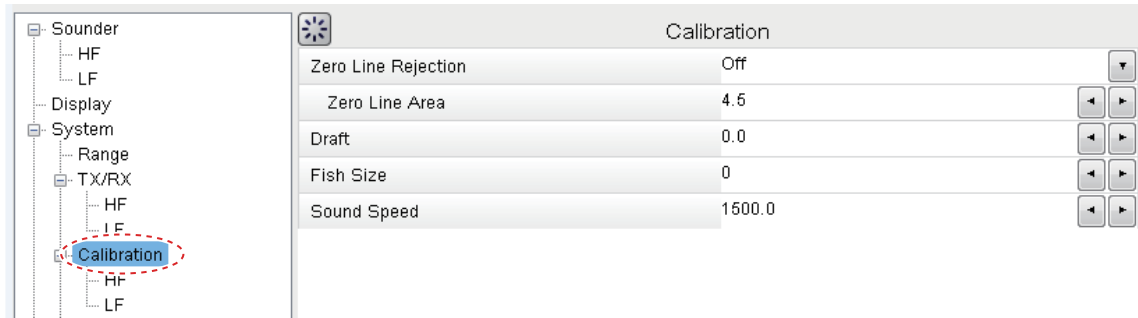 Sounder
HF
LF
Display
System
Range
TX/RX
HF
LF
Calibration
HF
LF
Calibration
Zero Line Rejection Off
Zero Line Area 4.5
Draft 0.0
Fish Size 0
Sound Speed 1500.0